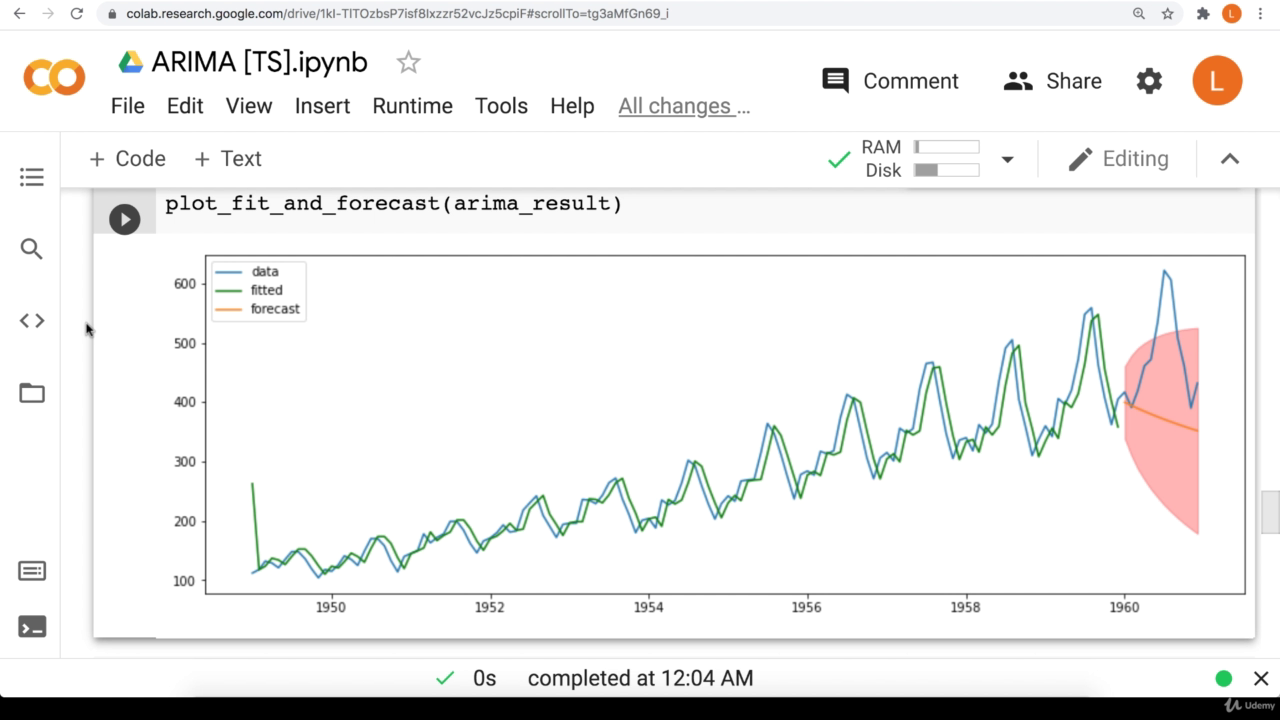 colab.research.google.com/drive/1kI-TlTOzbsP7isf8Ixzzr52vcJz5cpiF#scrollTo=tg3aMfGn69_i
L
ARIMA [TS].ipynb
Comment
Share
L
File Edit View Insert Runtime Tools Help All changes ...
+ Code + Text
RAM
Disk
Editing
plot_fit_and_forecast(arima_result)
data
fitted
forecast
600
500
400
300
200
100
1950 1952 1954 1956 1958 1960
0s completed at 12:04 AM
Udemy